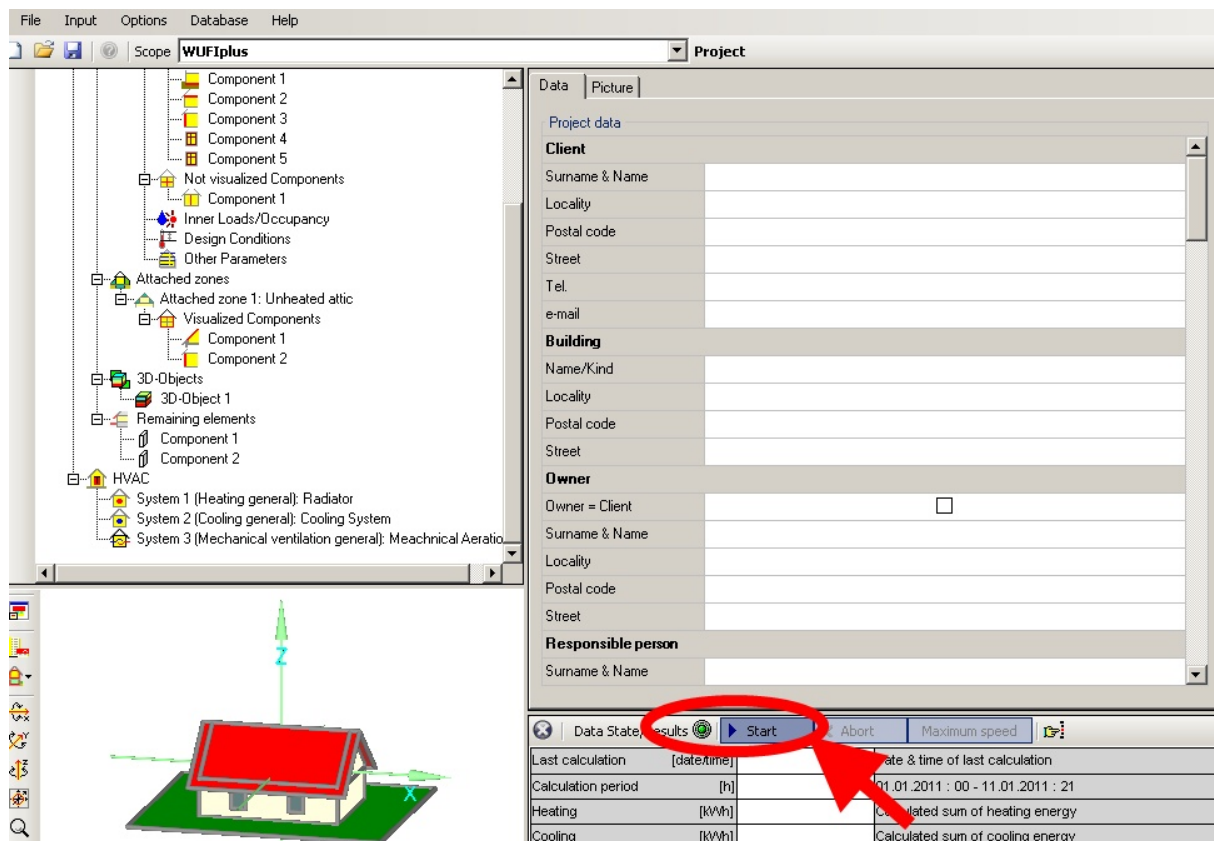 File Input Options Database Help
Scope WUFIplus Project
Component 1
Component 2
Component 3
Component 4
Component 5
Not visualized Components
Component 1
Inner Loads/Occupancy
Design Conditions
Other Parameters
Attached zones
Attached zone 1: Unheated attic
Visualized Components
Component 1
Component 2
3D-Objects
3D-Object 1
Remaining elements
Component 1
Component 2
HVAC
System 1 (Heating general): Radiator
System 2 (Cooling general): Cooling System
System 3 (Mechanical ventilation general): Meachnical Aeratio
Z
X
Data Picture
Project data
Client
Surname & Name
Locality
Postal code
Street
Tel.
e-mail
Building
Name/Kind
Locality
Postal code
Street
Owner
Owner = Client
Surname & Name
Locality
Postal code
Street
Responsible person
Surname & Name
Data State, Start Abort Maximum speed
Last calculation [date/time] time of last calculation
Calculation period [h] 01.01.2011 : 00 - 11.01.2011 : 21
Heating [kWh] sum of heating energy
Cooling [kWh] Calculated sum of cooling energy